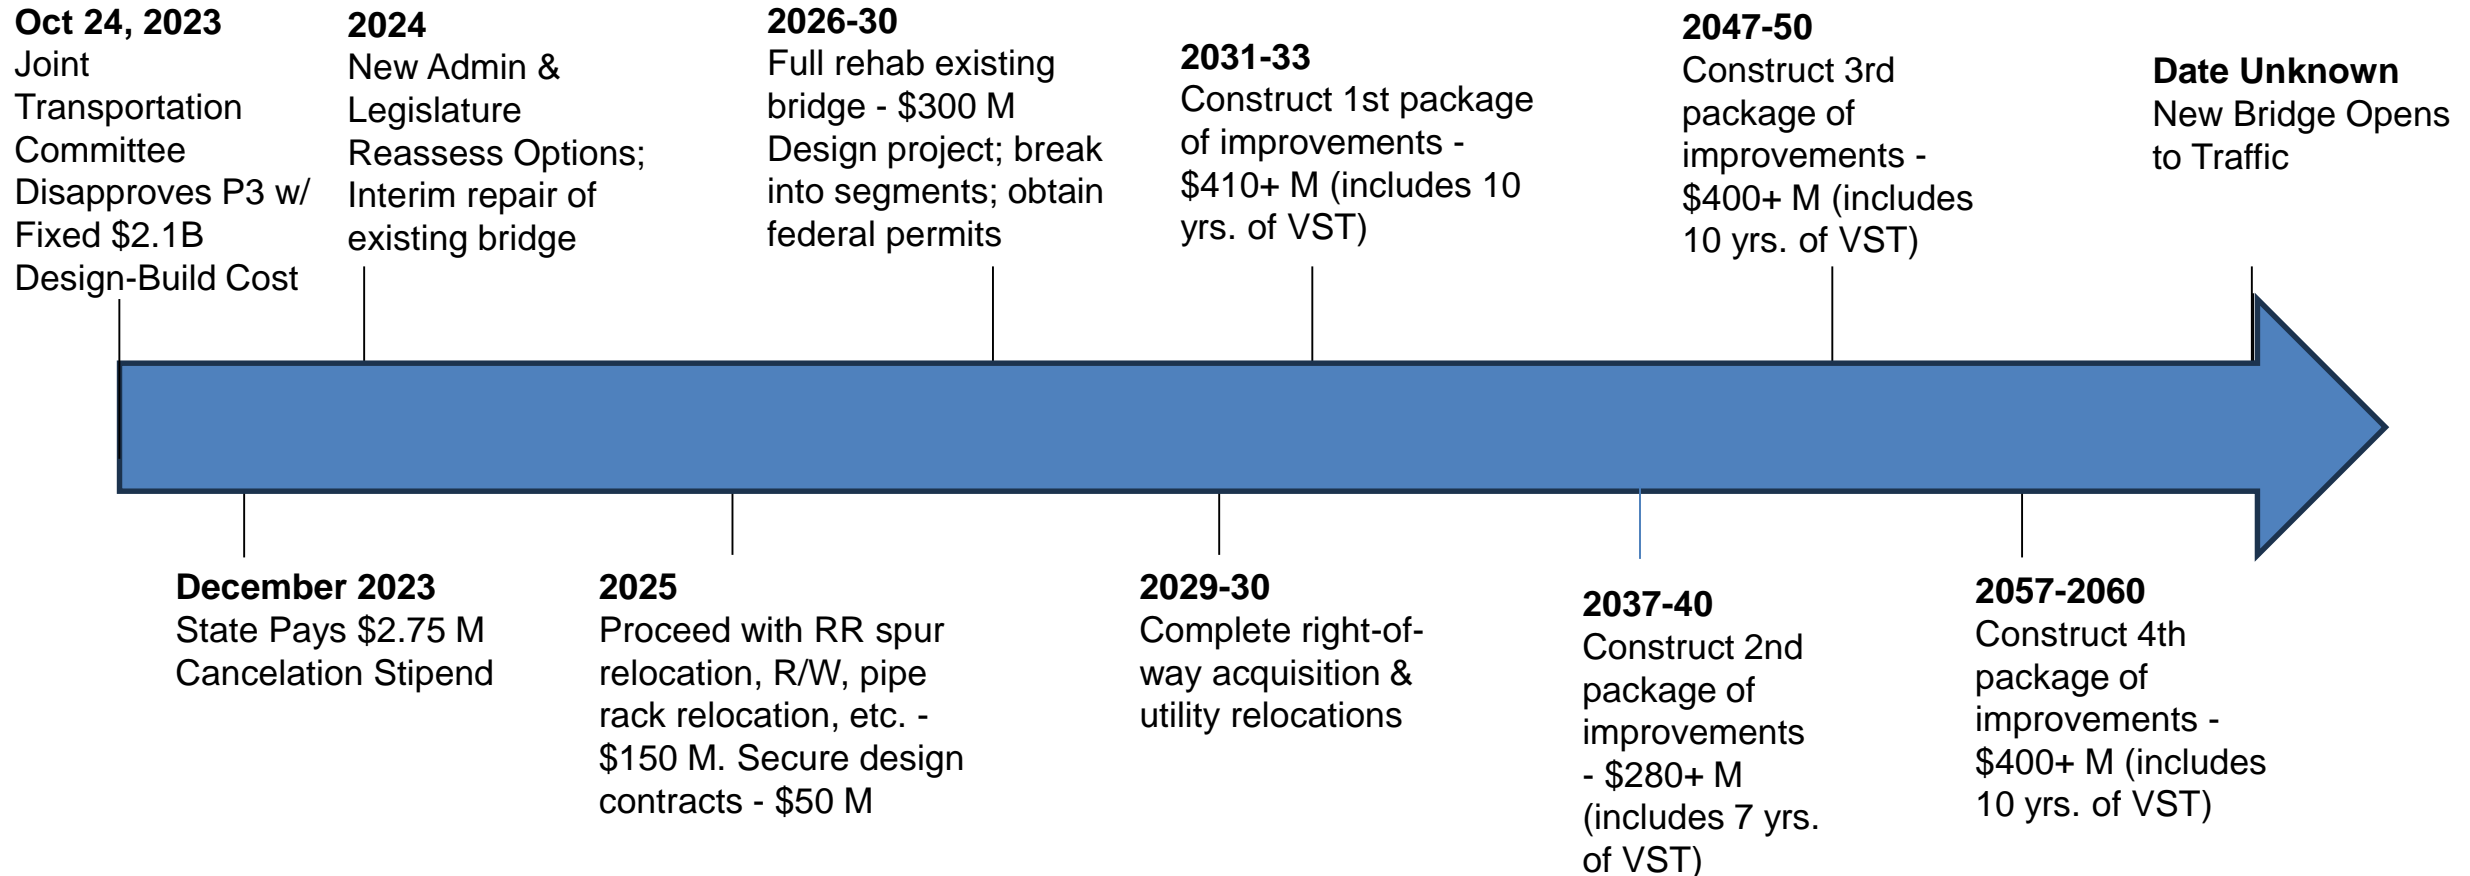 Oct 24, 2023
Joint
Transportation
Committee
Disapproves P3 w/
Fixed $2.1B
Design-Build Cost
2024
New Admin &
Legislature
Reassess Options;
Interim repair of
existing bridge
2026-30
Full rehab existing
bridge - $300 M
Design project; break
into segments; obtain
federal permits
2031-33
Construct 1st package
of improvements -
$410+ M (includes 10
yrs. of VST)
2047-50
Construct 3rd
package of
improvements -
$400+ M (includes
10 yrs. of VST)
Date Unknown
New Bridge Opens
to Traffic
December 2023
State Pays $2.75 M
Cancelation Stipend
2025
Proceed with RR spur
relocation, R/W, pipe
rack relocation, etc. -
$150 M. Secure design
contracts - $50 M
2029-30
Complete right-of-
way acquisition &
utility relocations
2037-40
Construct 2nd
package of
improvements
- $280+ M
(includes 7 yrs.
of VST)
2057-2060
Construct 4th
package of
improvements -
$400+ M (includes
10 yrs. of VST)